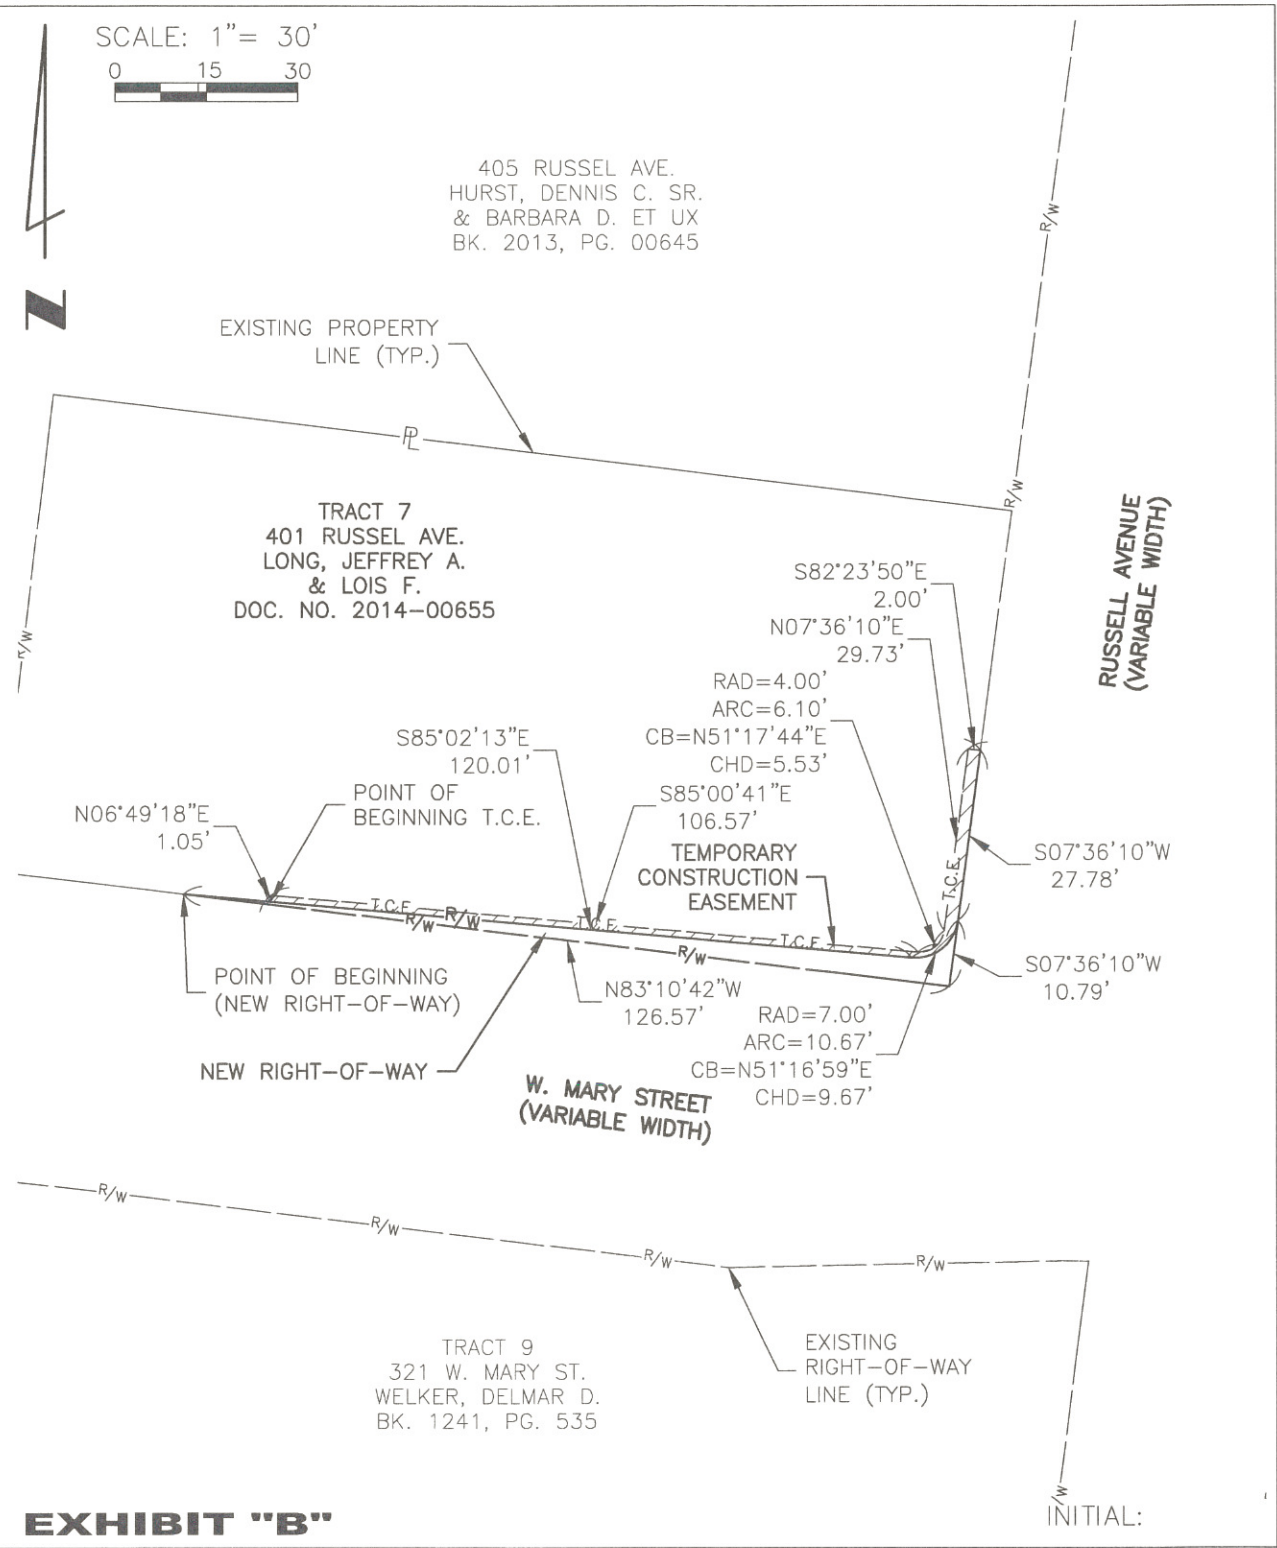 SCALE: 1"= 30'
0 15 30
N
405 RUSSEL AVE.
HURST, DENNIS C. SR.
& BARBARA D. ET UX
BK. 2013, PG. 00645
R/W
EXISTING PROPERTY
LINE (TYP.)
PL
R/W
TRACT 7
401 RUSSEL AVE.
LONG, JEFFREY A.
& LOIS F.
DOC. NO. 2014-00655
R/W
RUSSELL AVENUE
(VARIABLE WIDTH)
S82°23'50"E
2.00'
N07°36'10"E
29.73'
RAD=4.00'
ARC=6.10'
CB=N51°17'44"E
CHD=5.53'
S85°02'13"E
120.01'
S85°00'41"E
106.57'
POINT OF
BEGINNING T.C.E.
N06°49'18"E
1.05'
TEMPORARY
CONSTRUCTION
EASEMENT
T.C.E.
S07°36'10"W
27.78'
T.C.E.
R/W
R/W
T.C.E.
T.C.E.
R/W
POINT OF BEGINNING
(NEW RIGHT-OF-WAY)
N83°10'42"W
126.57'
S07°36'10"W
10.79'
RAD=7.00'
ARC=10.67'
CB=N51°16'59"E
CHD=9.67'
NEW RIGHT-OF-WAY
W. MARY STREET
(VARIABLE WIDTH)
R/W
R/W
R/W
R/W
TRACT 9
321 W. MARY ST.
WELKER, DELMAR D.
BK. 1241, PG. 535
EXISTING
RIGHT-OF-WAY
LINE (TYP.)
/W
EXHIBIT "B"
INITIAL: